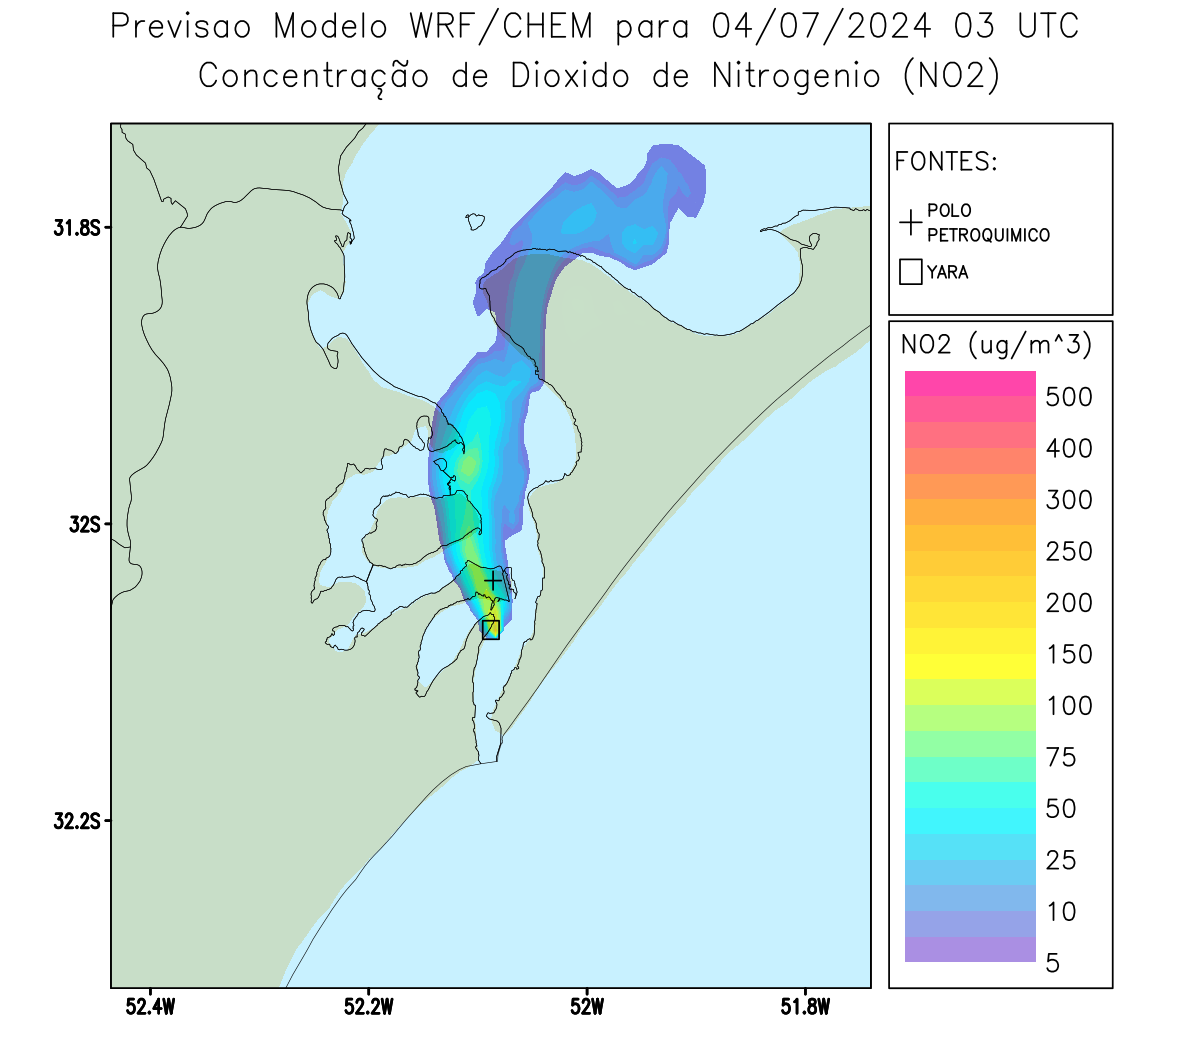 Previsao Modelo WRF/CHEM para 04/07/2024 03 UTC
Concentração de Dioxido de Nitrogenio (NO2)
FONTES:
POLO
PETROQUIMICO
YARA
NO2 (ug/m^3)
500
400
300
250
200
150
100
75
50
25
10
5
31.8S
32S
32.2S
52.4W
52.2W
52W
51.8W